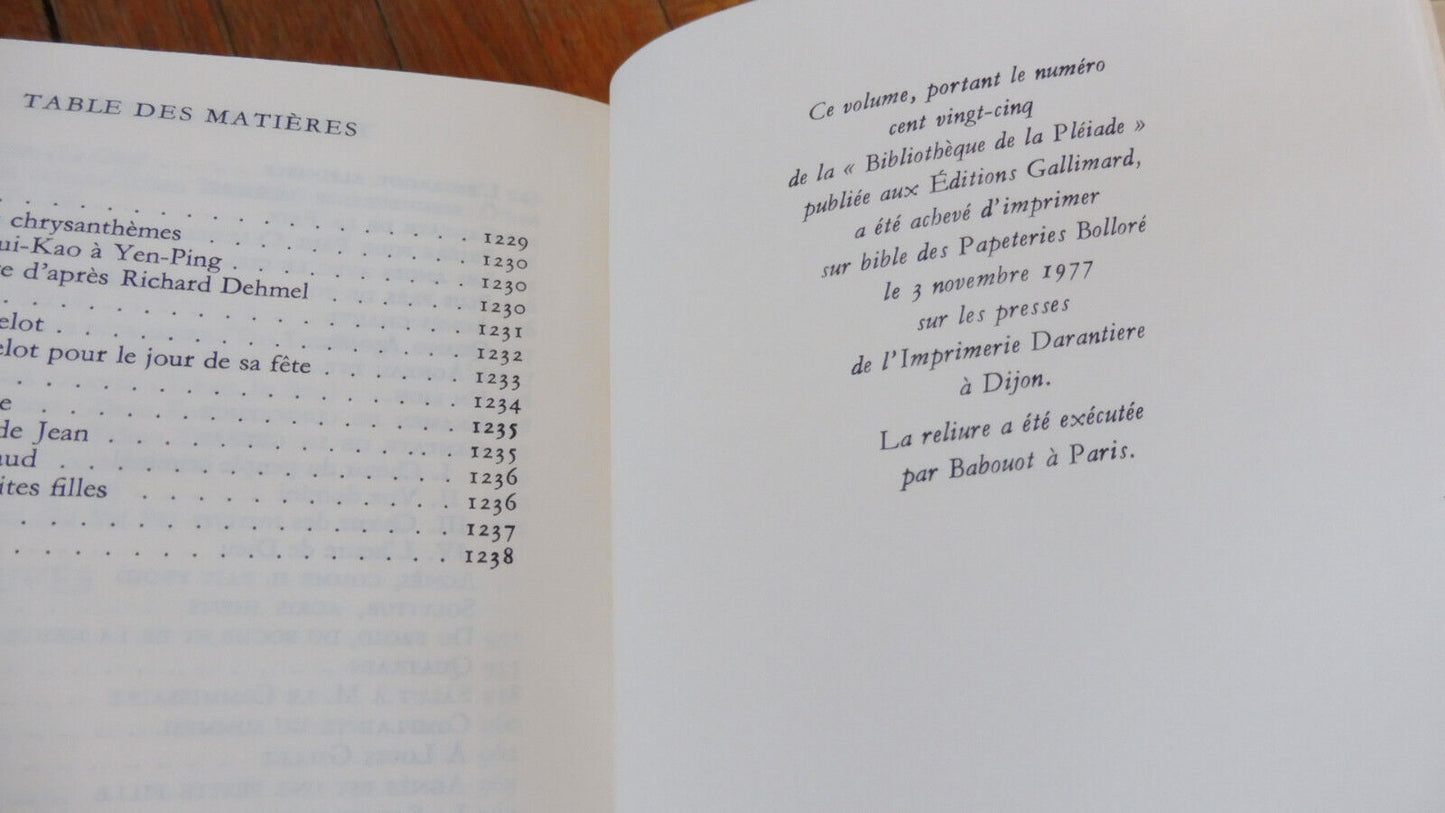 TABLE DES MATIÈRES
chrysanthèmes . . . . . . . . . . 1229
ui-Kao à Yen-Ping . . . . . . . . . 1230
e d'après Richard Dehmel . . . . . . 1230
1230
elot . . . . . . . . . . . . . . . 1231
elot pour le jour de sa fête . . . . . . 1232
1233
e . . . . . . . . . . . . . . . 1234
de Jean . . . . . . . . . . . . . . 1235
aud . . . . . . . . . . . . . . . 1235
ites filles . . . . . . . . . . . . . 1236
1236
1237
1238
Ce volume, portant le numéro
cent vingt-cinq
de la « Bibliothèque de la Pléiade »
publiée aux Éditions Gallimard,
a été achevé d'imprimer
sur bible des Papeteries Bolloré
le 3 novembre 1977
sur les presses
de l'Imprimerie Darantiere
à Dijon.
La reliure a été exécutée
par Babouot à Paris.